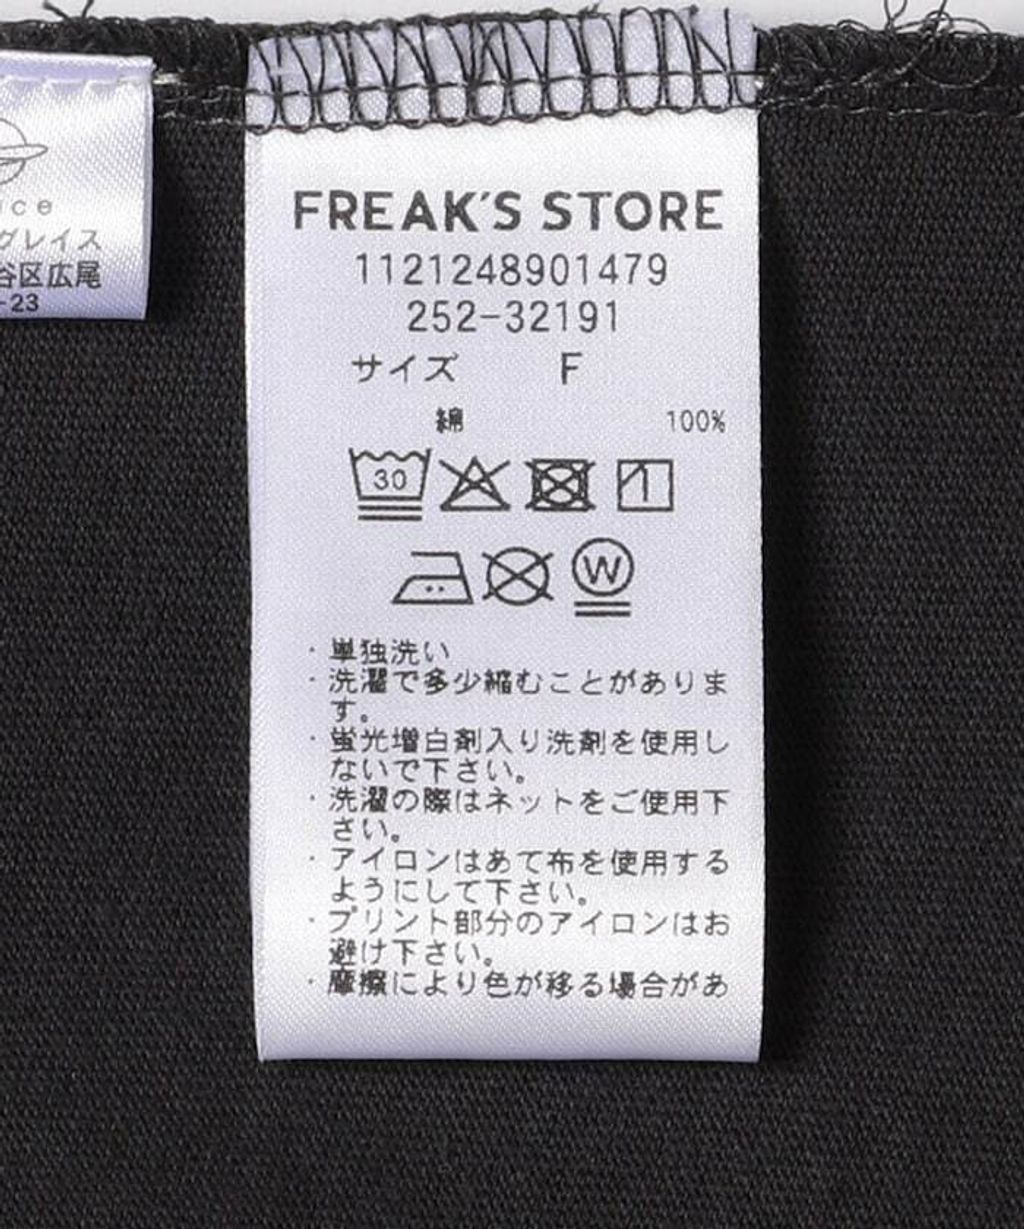 FREAK'S STORE
1121248901479
252-32191
サイズ F
綿 100%
30
W
・単独洗い
・洗濯で多少縮むことがありま
す。
・蛍光増白剤入り洗剤を使用し
ないで下さい。
・洗濯の際はネットをご使用下
さい。
・アイロンはあて布を使用する
ようにして下さい。
・プリント部分のアイロンはお
避け下さい。
・摩擦により色が移る場合があ
ce
グレイス
谷区広尾
-23